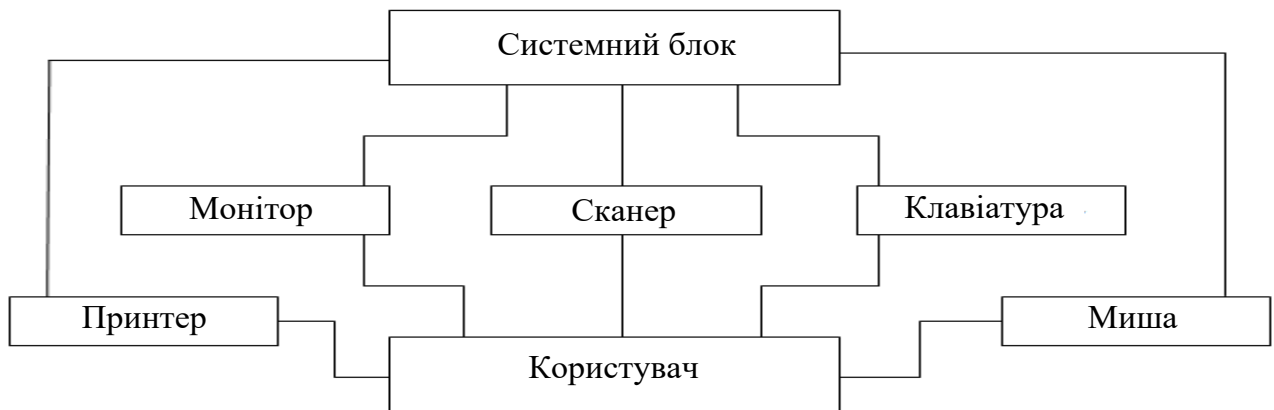 Системний блок
Монітор
Сканер
Клавіатура
Принтер
Миша
Користувач